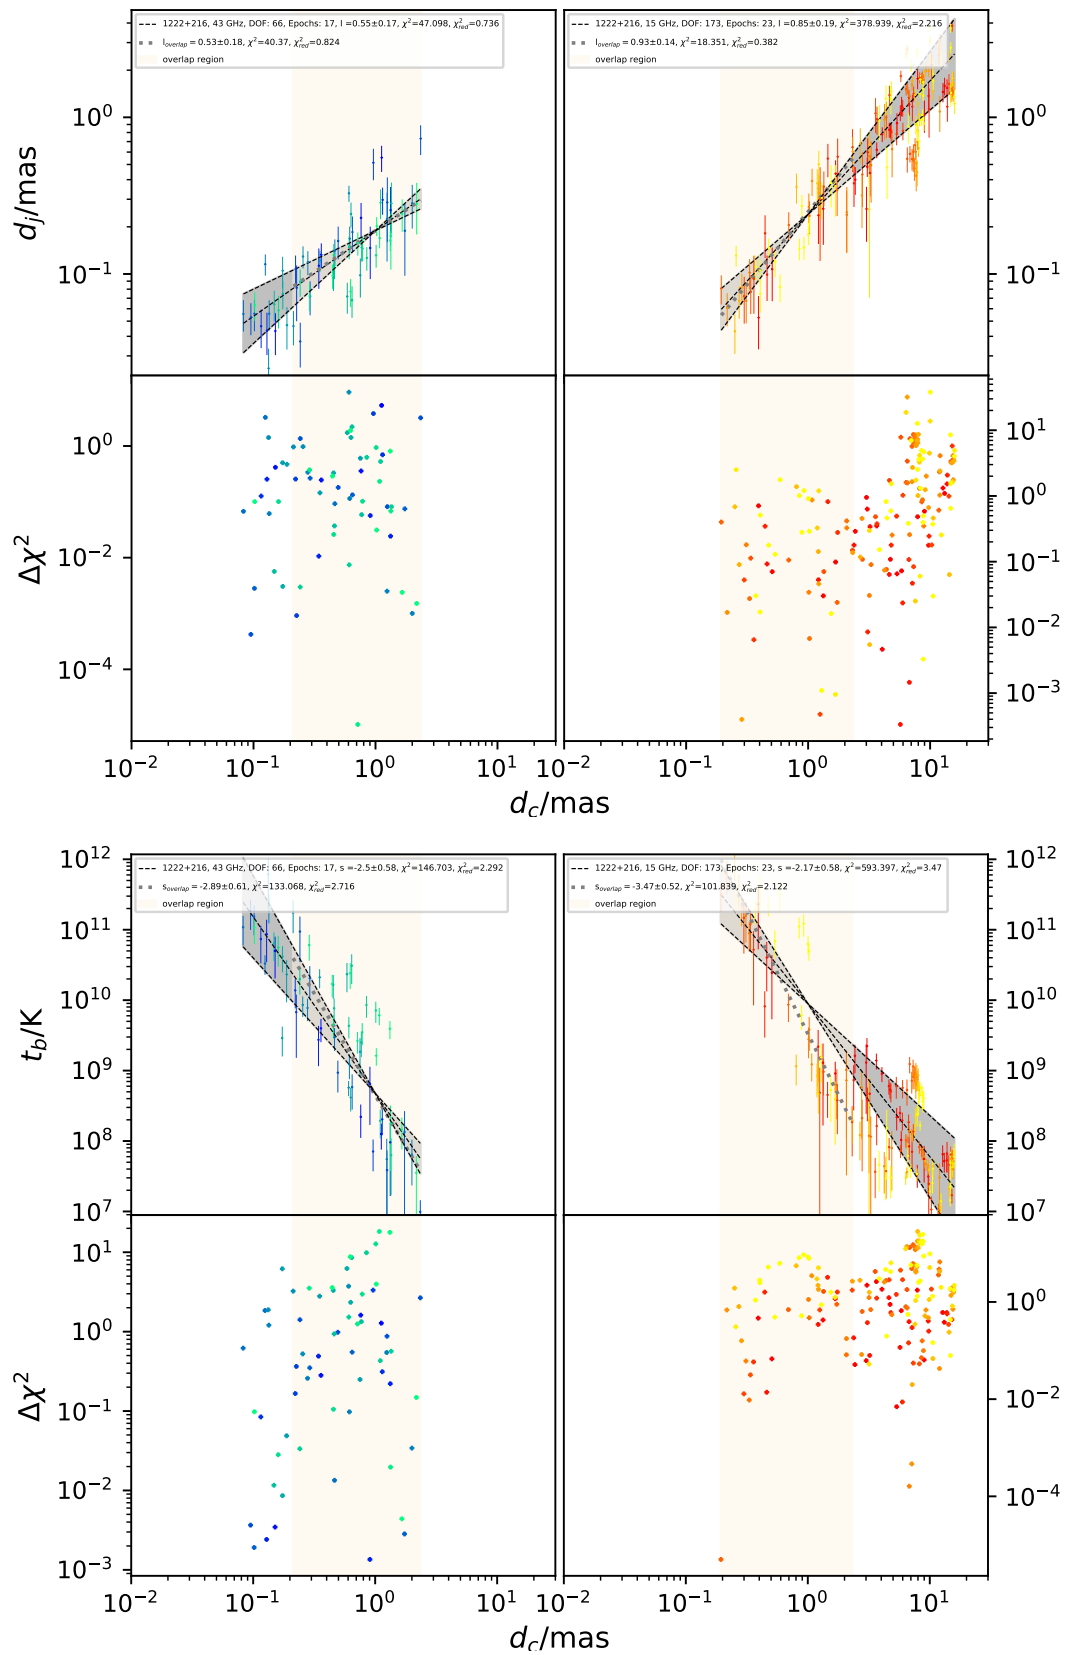 1222+216, 43 GHz, DOF: 66, Epochs: 17, l =0.55±0.17, χ²=47.098, χ²red=0.736
loverlap = 0.53±0.18, χ²=40.37, χ²red=0.824
overlap region
1222+216, 15 GHz, DOF: 173, Epochs: 23, l =0.85±0.19, χ²=378.939, χ²red=2.216
loverlap = 0.93±0.14, χ²=18.351, χ²red=0.382
overlap region
10⁰
10⁻¹
dj/mas
10⁰
10⁻¹
10⁰
10⁻²
10⁻⁴
Δχ²
10¹
10⁰
10⁻¹
10⁻²
10⁻³
10⁻² 10⁻¹ 10⁰ 10¹ 10⁻² 10⁻¹ 10⁰ 10¹
dc/mas
1222+216, 43 GHz, DOF: 66, Epochs: 17, s =-2.5±0.58, χ²=146.703, χ²red=2.292
soverlap = -2.89±0.61, χ²=133.068, χ²red=2.716
overlap region
1222+216, 15 GHz, DOF: 173, Epochs: 23, s =-2.17±0.58, χ²=593.397, χ²red=3.47
soverlap = -3.47±0.52, χ²=101.839, χ²red=2.122
overlap region
10¹²
10¹¹
10¹⁰
10⁹
10⁸
10⁷
tb/K
10¹²
10¹¹
10¹⁰
10⁹
10⁸
10⁷
10¹
10⁰
10⁻¹
10⁻²
10⁻³
Δχ²
10⁰
10⁻²
10⁻⁴
10⁻² 10⁻¹ 10⁰ 10¹ 10⁻² 10⁻¹ 10⁰ 10¹
dc/mas